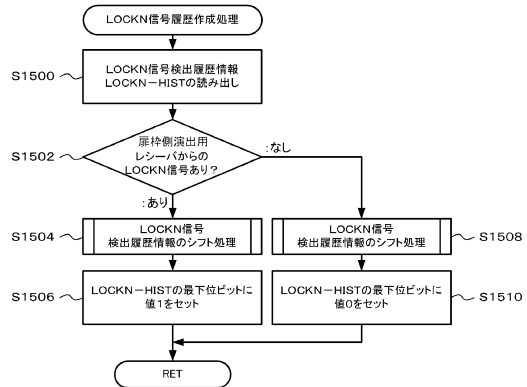 LOCKN信号履歴作成処理
S1500
LOCKN信号検出履歴情報
LOCKN－HISTの読み出し
S1502
扉枠側演出用
レシーバからの
LOCKN信号あり？
:なし
:あり
S1504
LOCKN信号
検出履歴情報のシフト処理
LOCKN信号
検出履歴情報のシフト処理
S1508
S1506
LOCKN－HISTの最下位ビットに
値1をセット
LOCKN－HISTの最下位ビットに
値0をセット
S1510
RET